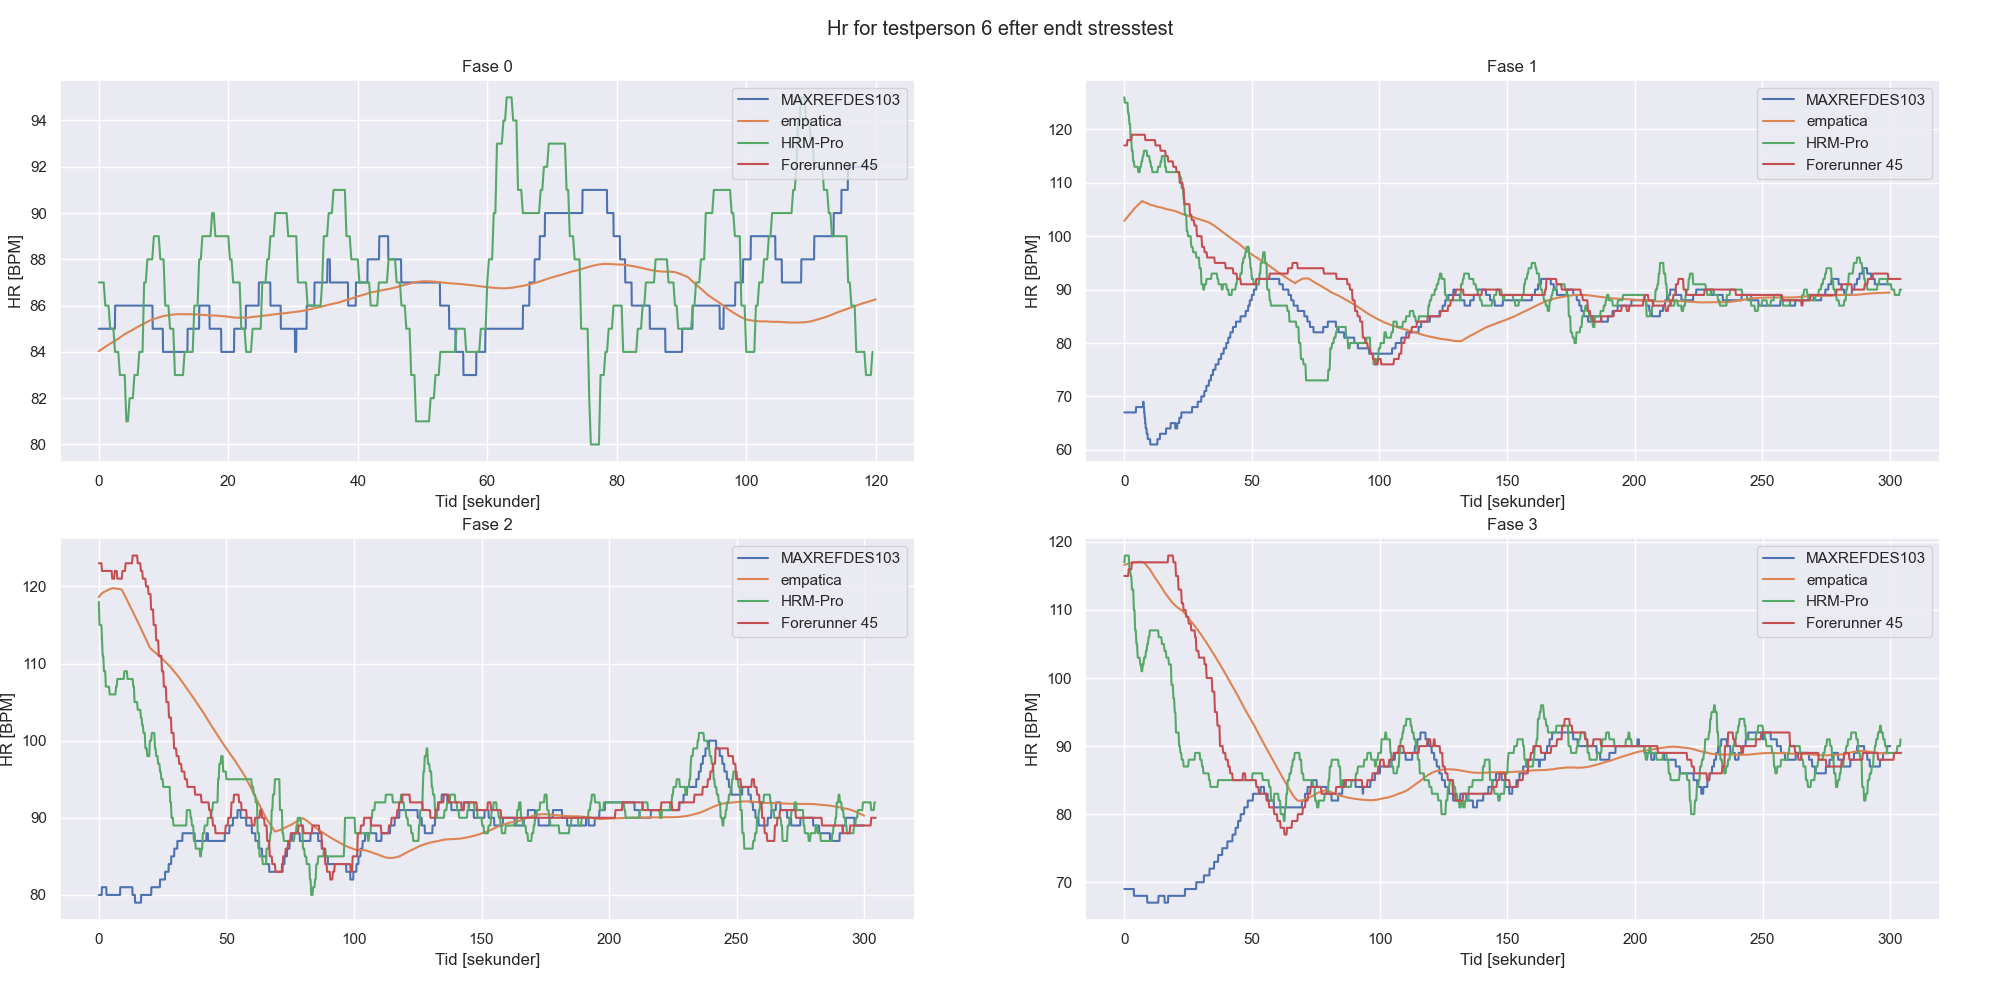 Hr for testperson 6 efter endt stresstest
Fase 0
HR [BPM]
94
92
90
88
86
84
82
80
0 20 40 60 80 100 120
Tid [sekunder]
MAXREFDES103
empatica
HRM-Pro
Forerunner 45
Fase 1
HR [BPM]
120
110
100
90
80
70
60
0 50 100 150 200 250 300
Tid [sekunder]
MAXREFDES103
empatica
HRM-Pro
Forerunner 45
Fase 2
HR [BPM]
120
110
100
90
80
0 50 100 150 200 250 300
Tid [sekunder]
MAXREFDES103
empatica
HRM-Pro
Forerunner 45
Fase 3
HR [BPM]
120
110
100
90
80
70
0 50 100 150 200 250 300
Tid [sekunder]
MAXREFDES103
empatica
HRM-Pro
Forerunner 45